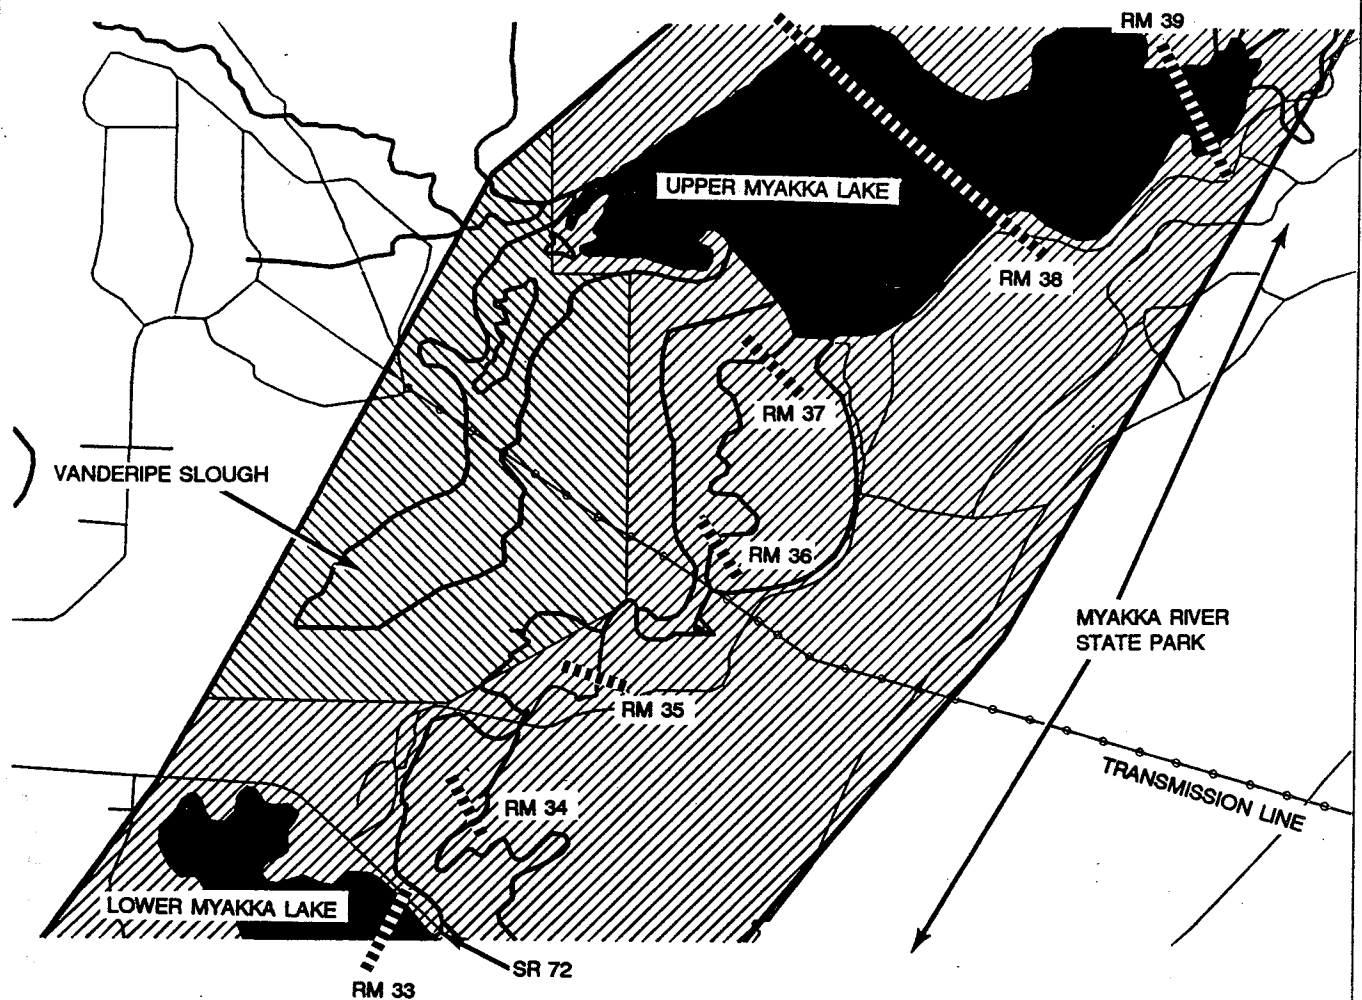 RM 39
UPPER MYAKKA LAKE
RM 38
RM 37
VANDERIPE SLOUGH
RM 36
MYAKKA RIVER
STATE PARK
RM 35
TRANSMISSION LINE
RM 34
LOWER MYAKKA LAKE
SR 72
RM 33